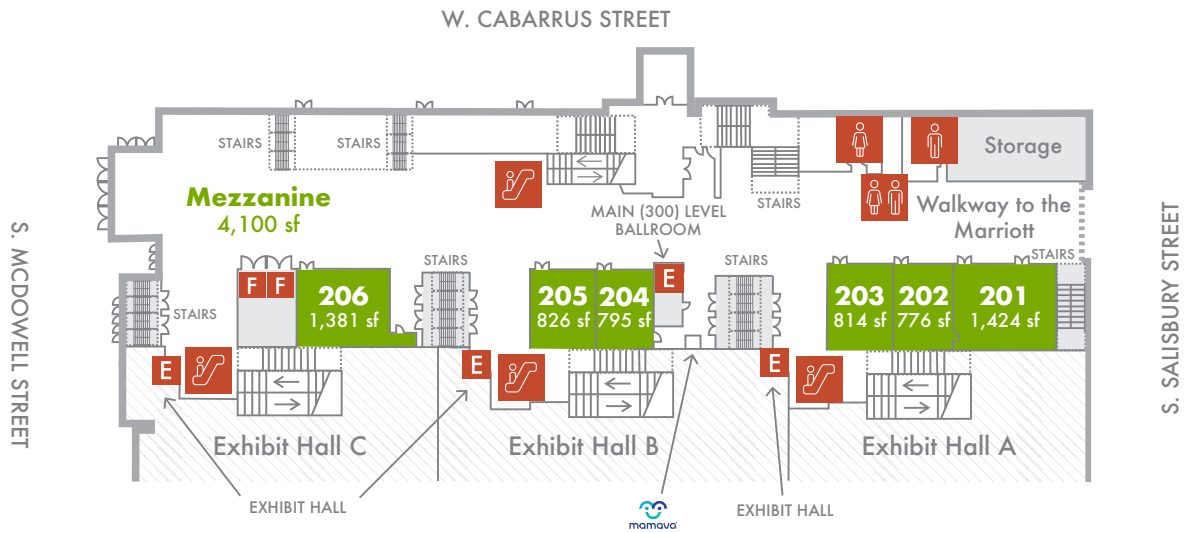 W. CABARRUS STREET
STAIRS
STAIRS
Storage
Mezzanine
4,100 sf
STAIRS
MAIN (300) LEVEL
BALLROOM
Walkway to the
Marriott
S. MCDOWELL STREET
S. SALISBURY STREET
STAIRS
STAIRS
STAIRS
F F
E
206
1,381 sf
205
826 sf
204
795 sf
203
814 sf
202
776 sf
201
1,424 sf
STAIRS
E
E
E
Exhibit Hall C
Exhibit Hall B
Exhibit Hall A
EXHIBIT HALL
EXHIBIT HALL
mamava